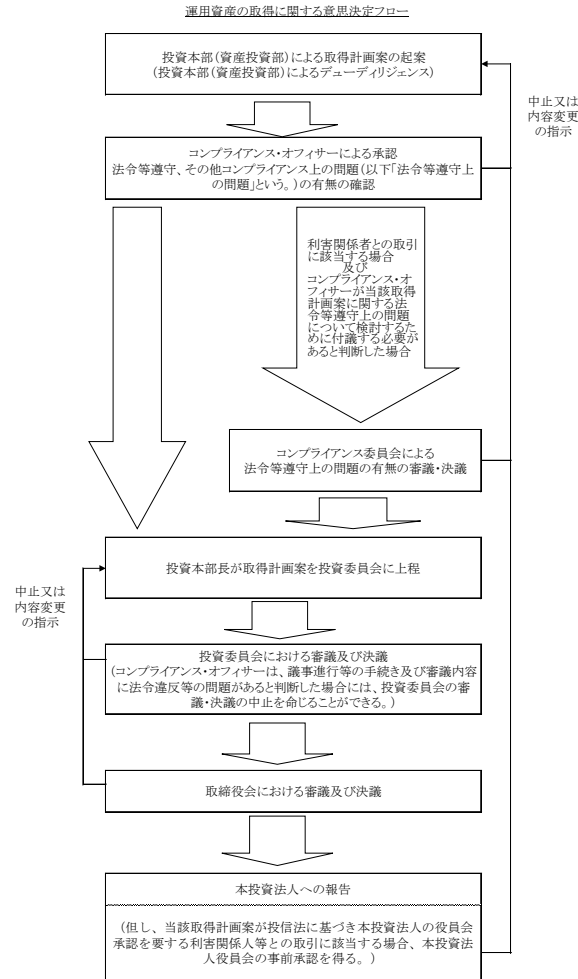 運用資産の取得に関する意思決定フロー
投資本部(資産投資部)による取得計画案の起案
(投資本部(資産投資部)によるデューディリジェンス)
中止又は
内容変更
の指示
コンプライアンス・オフィサーによる承認
法令等遵守、その他コンプライアンス上の問題(以下「法令等遵守上
の問題」という。)の有無の確認
利害関係者との取引
に該当する場合
及び
コンプライアンス・オ
フィサーが当該取得
計画案に関する法
令等遵守上の問題
について検討するた
めに付議する必要が
あると判断した場合
コンプライアンス委員会による
法令等遵守上の問題の有無の審議・決議
投資本部長が取得計画案を投資委員会に上程
中止又は
内容変更
の指示
投資委員会における審議及び決議
(コンプライアンス・オフィサーは、議事進行等の手続き及び審議内容
に法令違反等の問題があると判断した場合には、投資委員会の審
議・決議の中止を命じることができる。)
取締役会における審議及び決議
本投資法人への報告
(但し、当該取得計画案が投信法に基づき本投資法人の役員会
承認を要する利害関係人等との取引に該当する場合、本投資法
人役員会の事前承認を得る。)